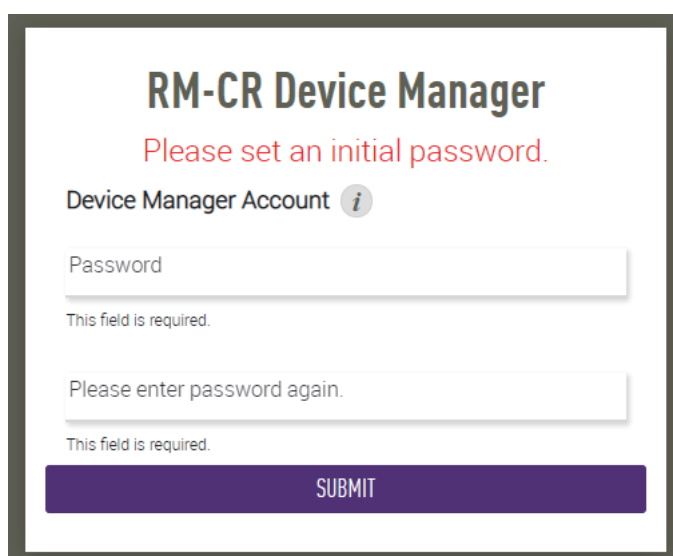 RM-CR Device Manager
Please set an initial password.
Device Manager Account i
Password
This field is required.
Please enter password again.
This field is required.
SUBMIT